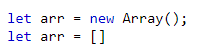 let arr = new Array();
let arr = []